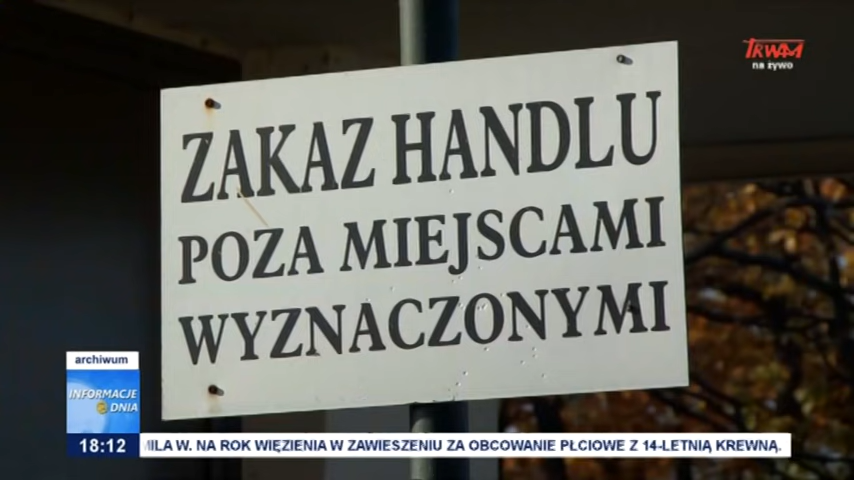 TRWAM
na żywo
ZAKAZ HANDLU
POZA MIEJSCAMI
WYZNACZONYMI
archiwum
INFORMACJE
DNIA
18:12
W. NA ROK WIĘZIENIA W ZAWIESZENIU ZA OBCOWANIE PŁCIOWE Z 14-LETNIĄ KREWNĄ.